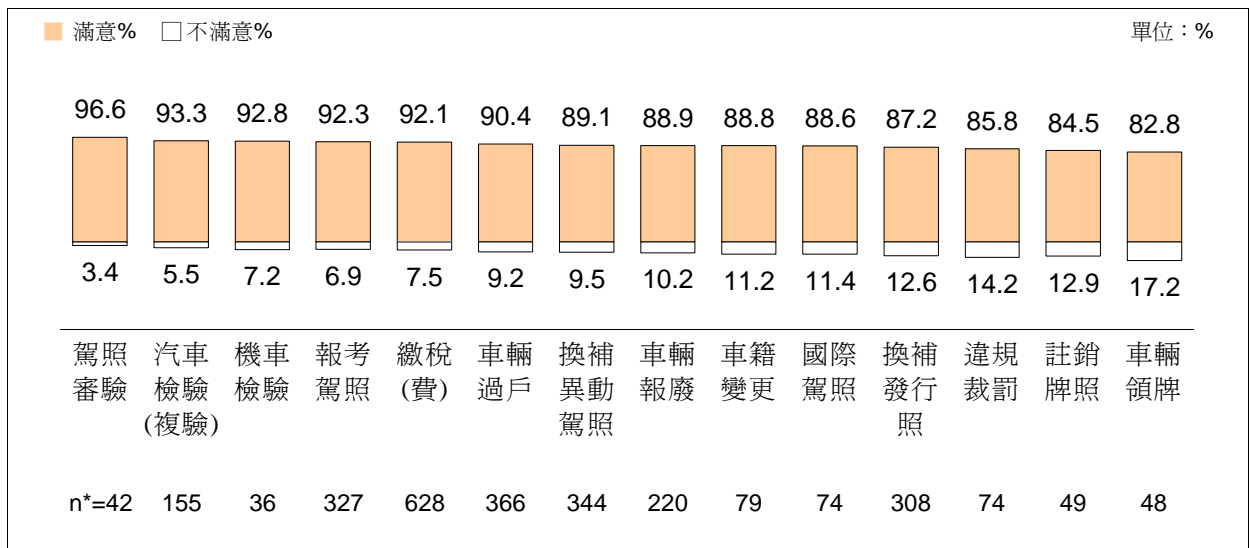 滿意% 不滿意% 單位：%
96.6 93.3 92.8 92.3 92.1 90.4 89.1 88.9 88.8 88.6 87.2 85.8 84.5 82.8
3.4 5.5 7.2 6.9 7.5 9.2 9.5 10.2 11.2 11.4 12.6 14.2 12.9 17.2
駕照 汽車 機車 報考 繳稅 車輛 換補 車輛 車籍 國際 換補 違規 註銷 車輛
審驗 檢驗 檢驗 駕照 (費) 過戶 異動 報廢 變更 駕照 發行 裁罰 牌照 領牌
(複驗) 駕照 照
n*=42 155 36 327 628 366 344 220 79 74 308 74 49 48